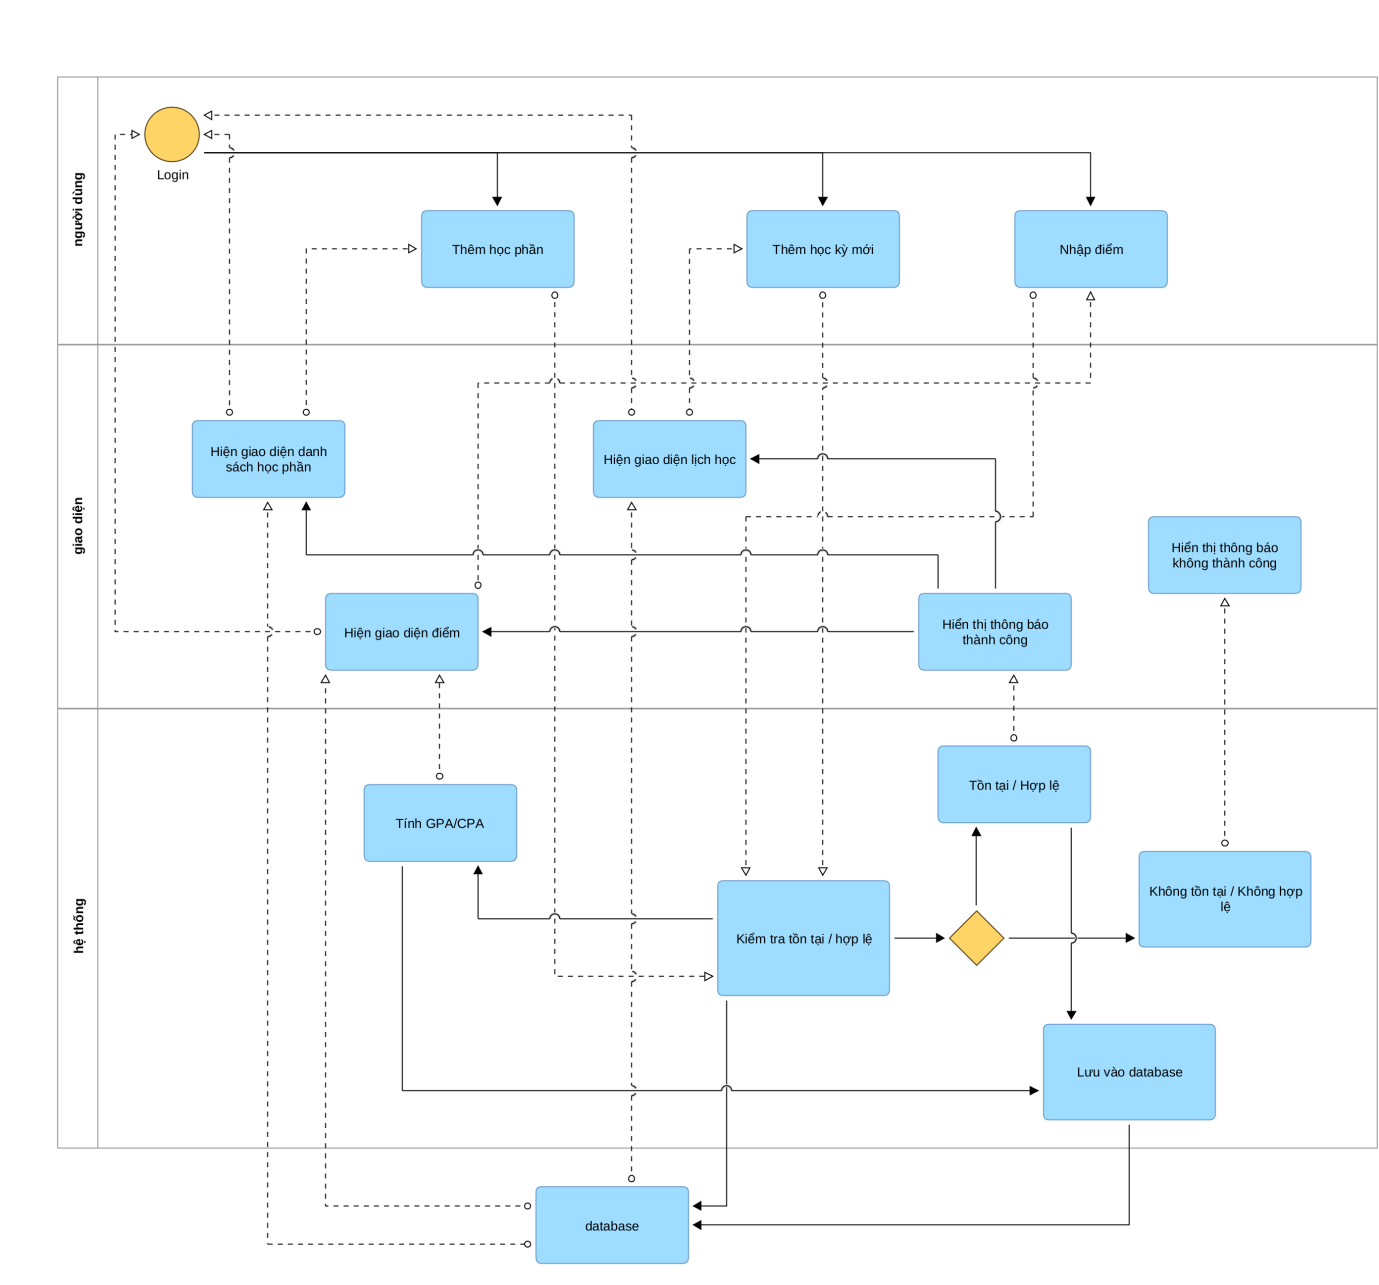 người dùng
Login
Thêm học phần
Thêm học kỳ mới
Nhập điểm
giao diện
Hiện giao diện danh
sách học phần
Hiện giao diện lịch học
Hiển thị thông báo
không thành công
Hiện giao diện điểm
Hiển thị thông báo
thành công
hệ thống
Tồn tại / Hợp lệ
Tính GPA/CPA
Không tồn tại / Không hợp
lệ
Kiểm tra tồn tại / hợp lệ
Lưu vào database
database